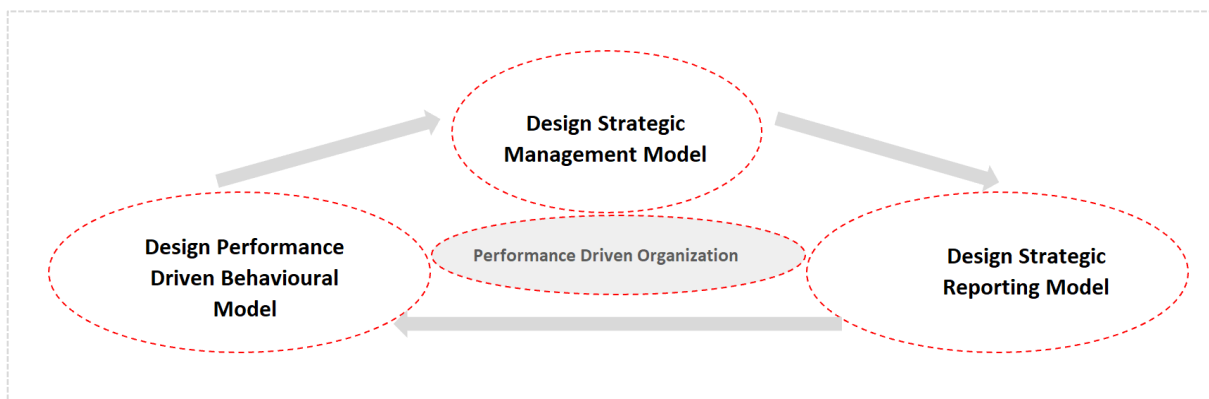 Design Strategic
Management Model
Design Performance
Driven Behavioural
Model
Performance Driven Organization
Design Strategic
Reporting Model